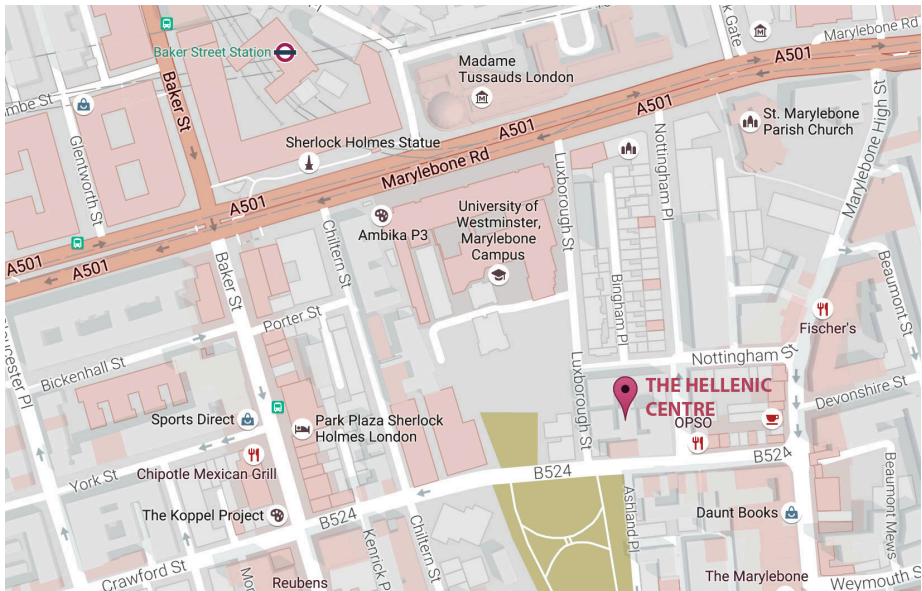 Marylebone Rd
Baker Street Station
A501
Madame
Tussauds London
A501
Baker St
St. Marylebone
Parish Church
Marylebone High St
Glentworth St
Sherlock Holmes Statue
A501
A501
Nottingham Pl
Luxborough St
Marylebone Rd
A501
A501
A501
University of
Westminster,
Marylebone
Campus
Ambika P3
Chiltern St
Baker St
Bingham Pl
Beaumont St
Porter St
Fischer's
Bickenhall St
Nottingham St
Luxborough St
THE HELLENIC
CENTRE
Devonshire St
Sports Direct
Park Plaza Sherlock
Holmes London
OPSO
B524
B524
York St
Chipotle Mexican Grill
The Koppel Project
B524
Ashland Pl
Daunt Books
Beaumont Mews
Chiltern St
Crawford St
Reubens
The Marylebone
Weymouth S